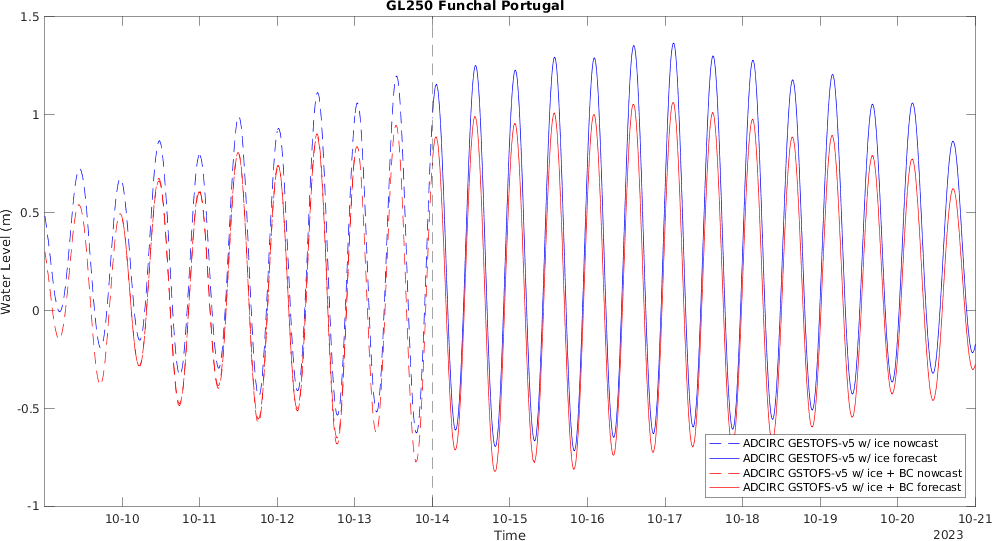 GL250 Funchal Portugal
1.5
1
0.5
0
-0.5
-1
Water Level (m)
10-10 10-11 10-12 10-13 10-14 10-15 10-16 10-17 10-18 10-19 10-20 10-21
Time
2023
ADCIRC GESTOFS-v5 w/ ice nowcast
ADCIRC GESTOFS-v5 w/ ice forecast
ADCIRC GSTOFS-v5 w/ ice + BC nowcast
ADCIRC GSTOFS-v5 w/ ice + BC forecast